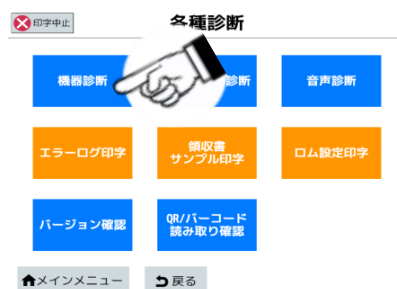 印字中止
各種診断
機器診断
診断
音声診断
エラーログ印字
領収書
サンプル印字
ロム設定印字
バージョン確認
QR/バーコード
読み取り確認
メインメニュー
戻る